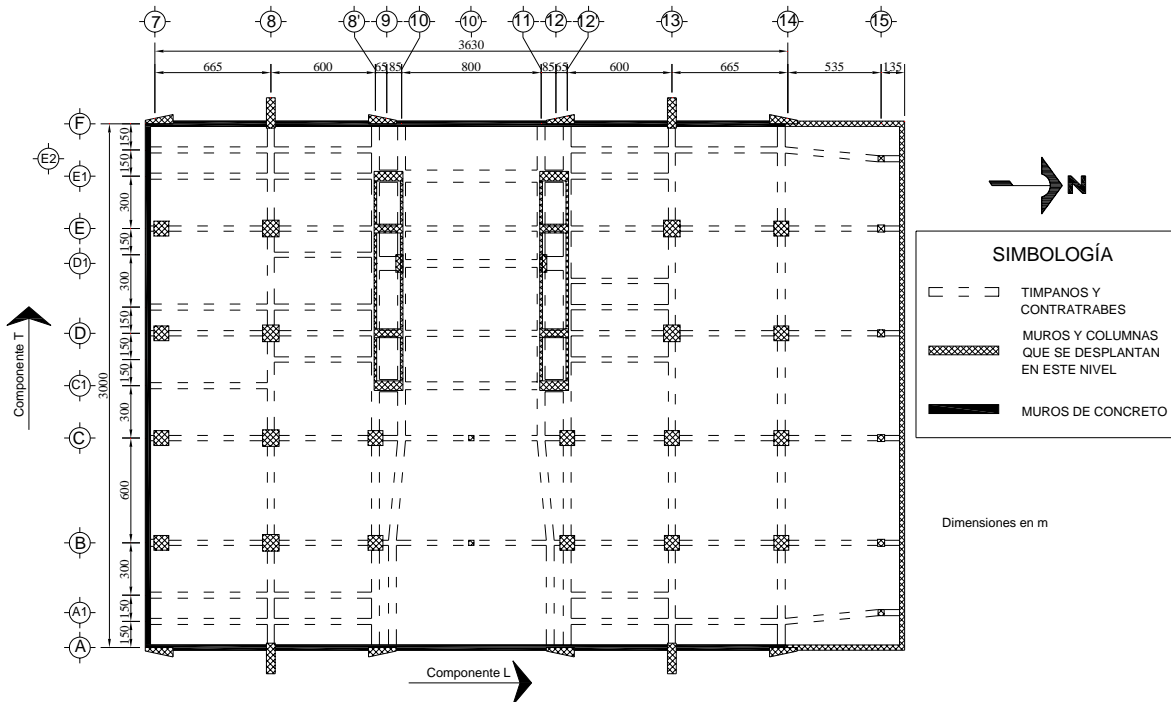 7 8 8' 9 10 10' 11 12 12' 13 14 15
3630
665 600 65 85 800 85 65 600 665 535 135
F
E2
E1
E
D1
D
C1
C
B
A1
A
150
150
300
150
300
150
150
300
600
300
150
150
3000
Componente T
Componente L
N
SIMBOLOGÍA
TIMPANOS Y
CONTRATRABES
MUROS Y COLUMNAS
QUE SE DESPLANTAN
EN ESTE NIVEL
MUROS DE CONCRETO
Dimensiones en m